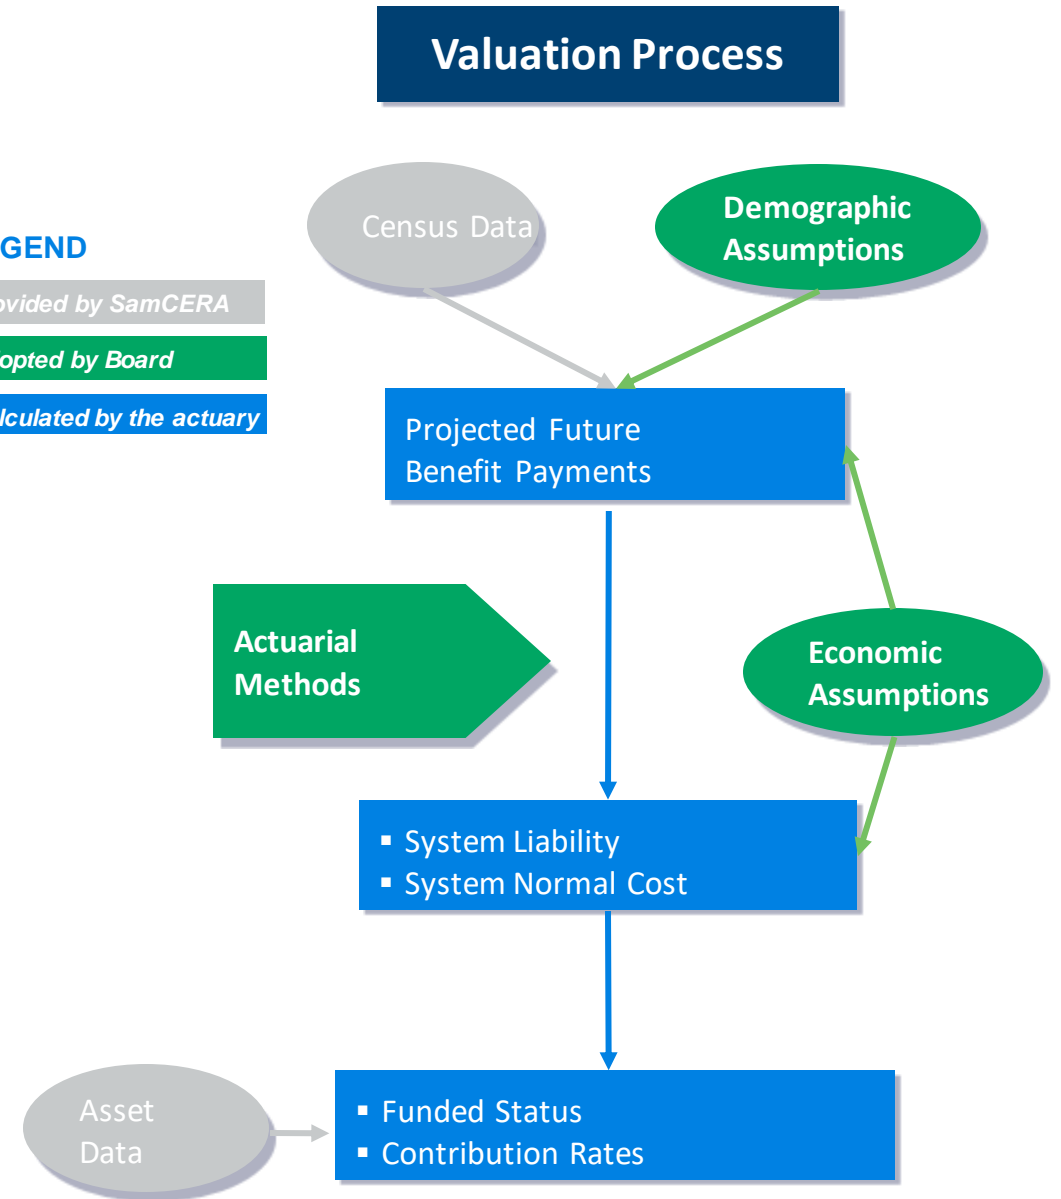 Valuation Process
Census Data
Demographic
Assumptions
GEND
ovided by SamCERA
opted by Board
lculated by the actuary
Projected Future
Benefit Payments
Actuarial
Methods
Economic
Assumptions
▪ System Liability
▪ System Normal Cost
Asset
Data
▪ Funded Status
▪ Contribution Rates